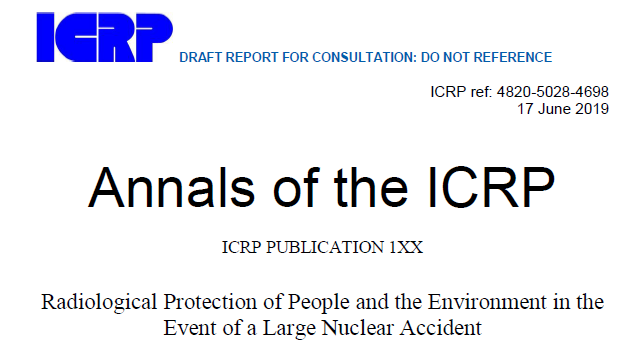 ICRP
DRAFT REPORT FOR CONSULTATION: DO NOT REFERENCE
ICRP ref: 4820-5028-4698
17 June 2019
Annals of the ICRP
ICRP PUBLICATION 1XX
Radiological Protection of People and the Environment in the
Event of a Large Nuclear Accident